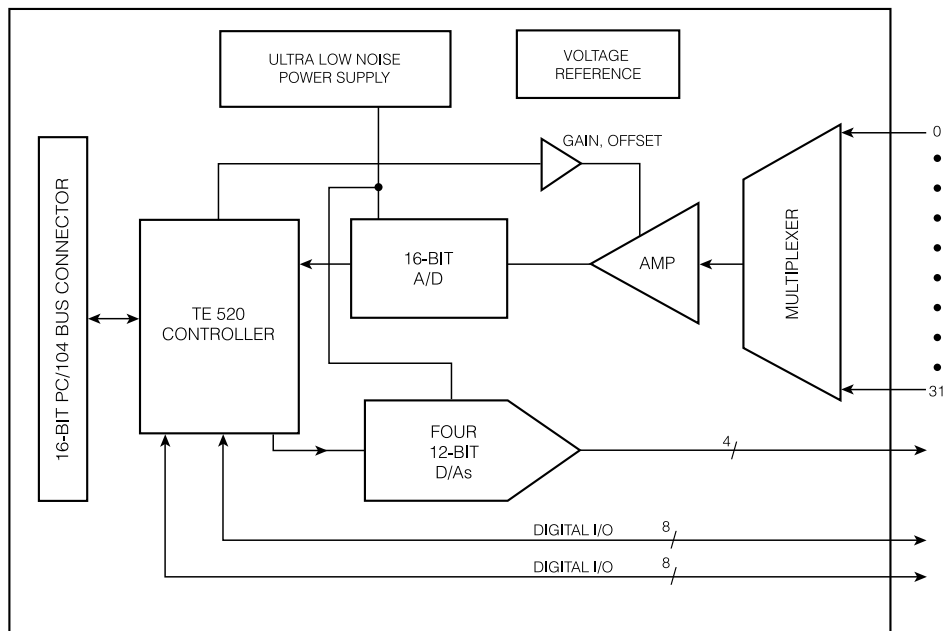 ULTRA LOW NOISE
POWER SUPPLY
VOLTAGE
REFERENCE
GAIN, OFFSET
0
16-BIT PC/104 BUS CONNECTOR
TE 520
CONTROLLER
16-BIT
A/D
AMP
MULTIPLEXER
31
FOUR
12-BIT
D/As
4
DIGITAL I/O
8
DIGITAL I/O
8